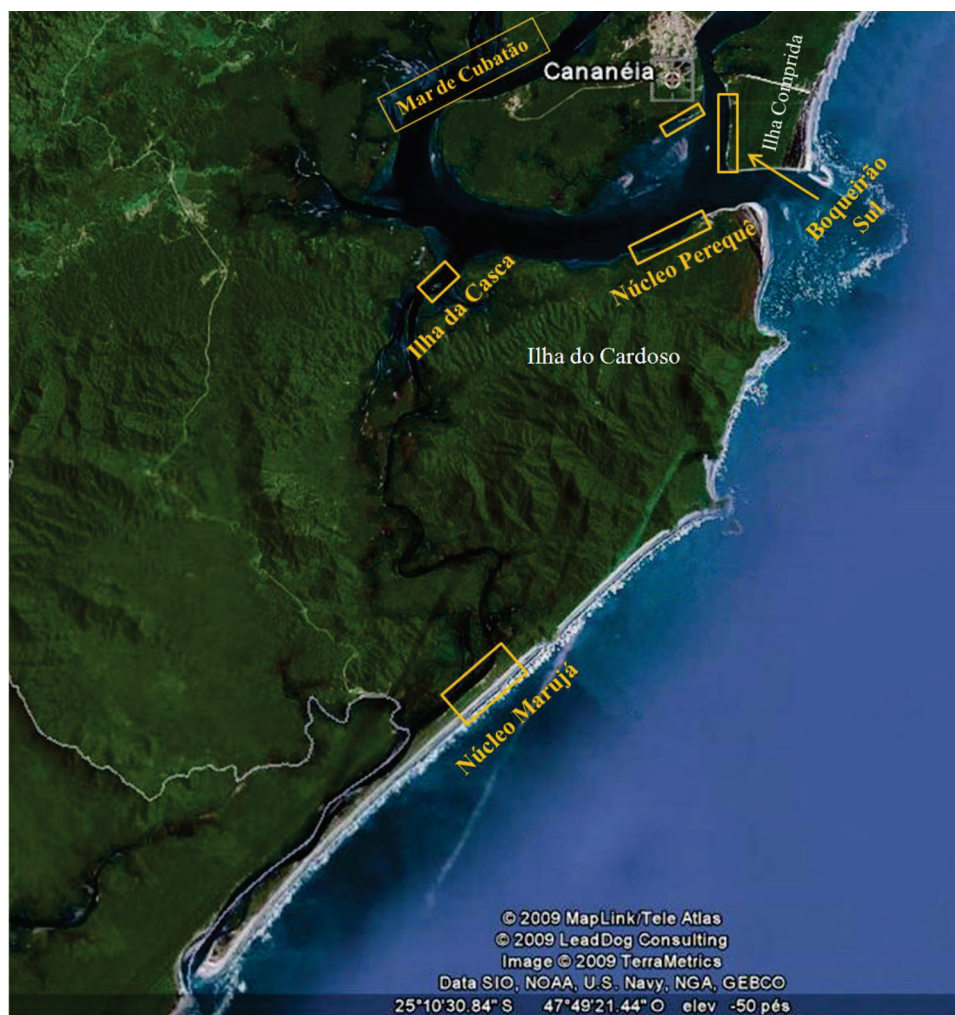 Mar de Cubatão
Cananéia
Ilha Comprida
Boqueirão
Sul
Núcleo Perequê
Ilha da Casca
Ilha do Cardoso
Núcleo Marujá
© 2009 MapLink/Tele Atlas
© 2009 LeadDog Consulting
Image © 2009 TerraMetrics
Data SIO, NOAA, U.S. Navy, NGA, GEBCO
25°10'30.84" S 47°49'21.44" O elev -50 pés